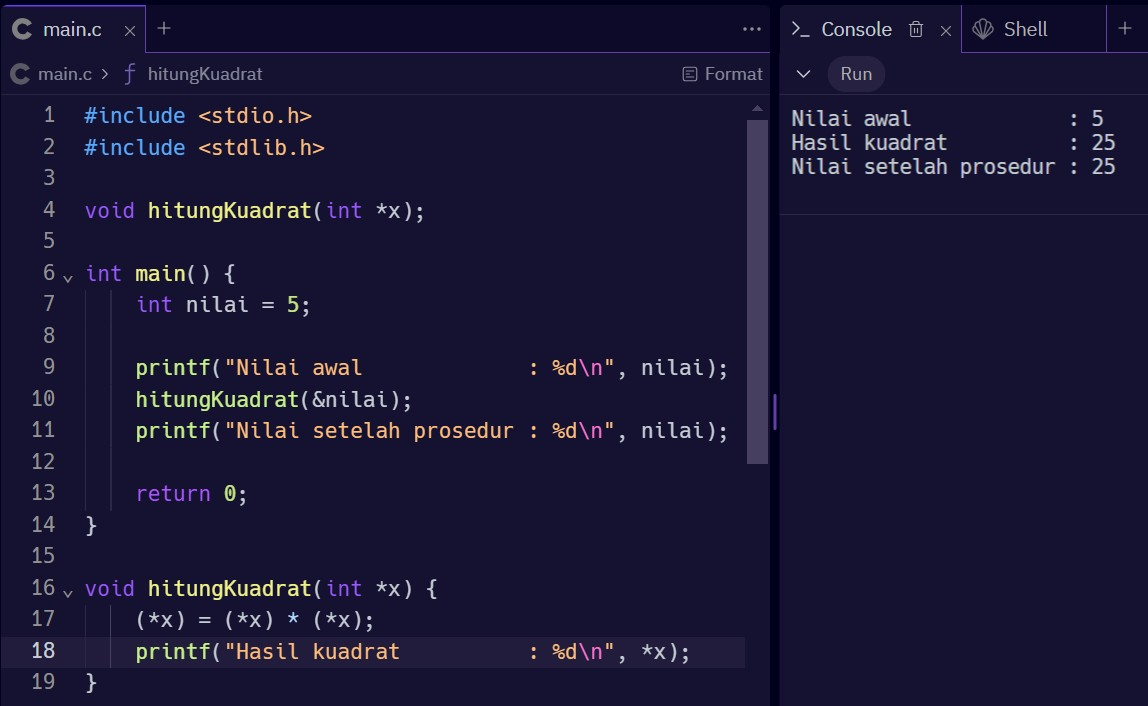 main.c
main.c > hitungKuadrat
Format
1 #include <stdio.h>
2 #include <stdlib.h>
3
4 void hitungKuadrat(int *x);
5
6 int main() {
7     int nilai = 5;
8
9     printf("Nilai awal             : %d\n", nilai);
10     hitungKuadrat(&nilai);
11     printf("Nilai setelah prosedur : %d\n", nilai);
12
13     return 0;
14 }
15
16 void hitungKuadrat(int *x) {
17     (*x) = (*x) * (*x);
18     printf("Hasil kuadrat          : %d\n", *x);
19 }
Console
Shell
Run
Nilai awal             : 5
Hasil kuadrat          : 25
Nilai setelah prosedur : 25